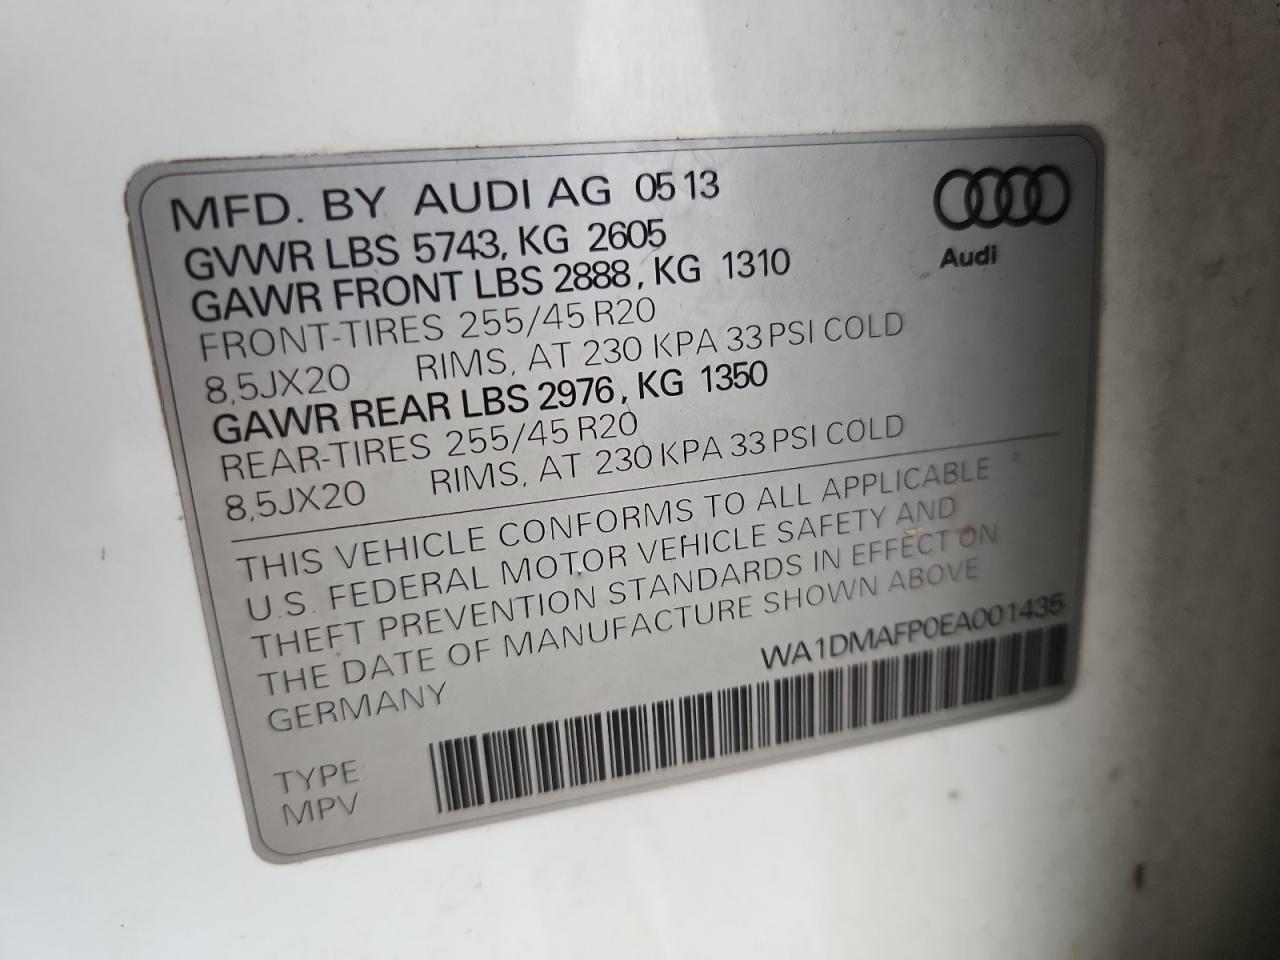 MFD. BY AUDI AG 05 13
GVWR LBS 5743, KG 2605
GAWR FRONT LBS 2888, KG 1310
FRONT-TIRES 255/45 R20
8,5JX20 RIMS, AT 230 KPA 33 PSI COLD
GAWR REAR LBS 2976, KG 1350
REAR-TIRES 255/45 R20
8,5JX20 RIMS, AT 230 KPA 33 PSI COLD
Audi
THIS VEHICLE CONFORMS TO ALL APPLICABLE
U.S. FEDERAL MOTOR VEHICLE SAFETY AND
THEFT PREVENTION STANDARDS IN EFFECT ON
THE DATE OF MANUFACTURE SHOWN ABOVE
GERMANY
WA1DMAFP0EA001435
TYPE:
MPV